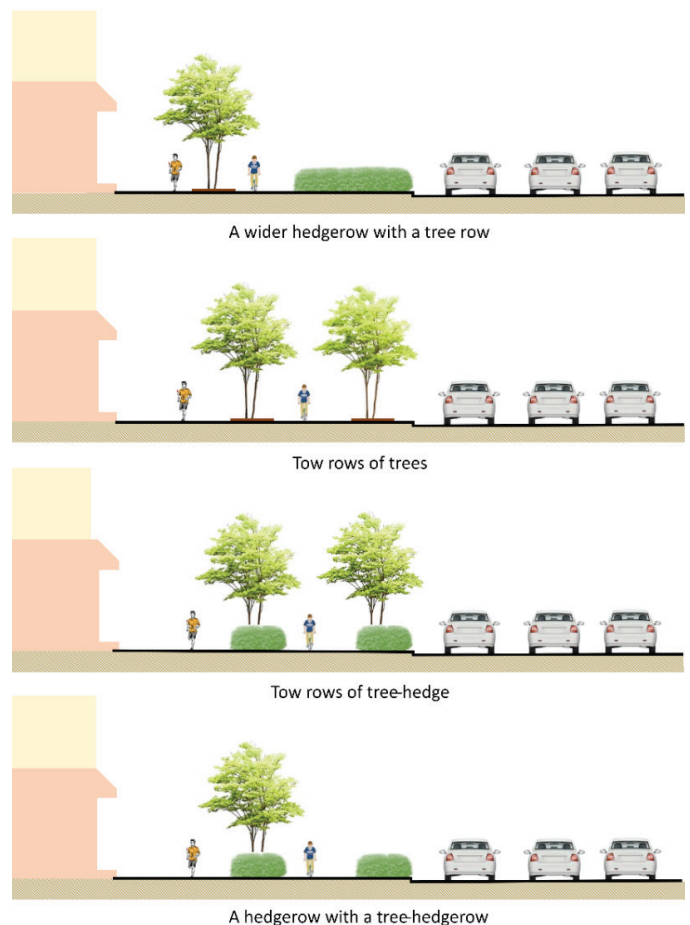 A wider hedgerow with a tree row
Tow rows of trees
Tow rows of tree-hedge
A hedgerow with a tree-hedgerow